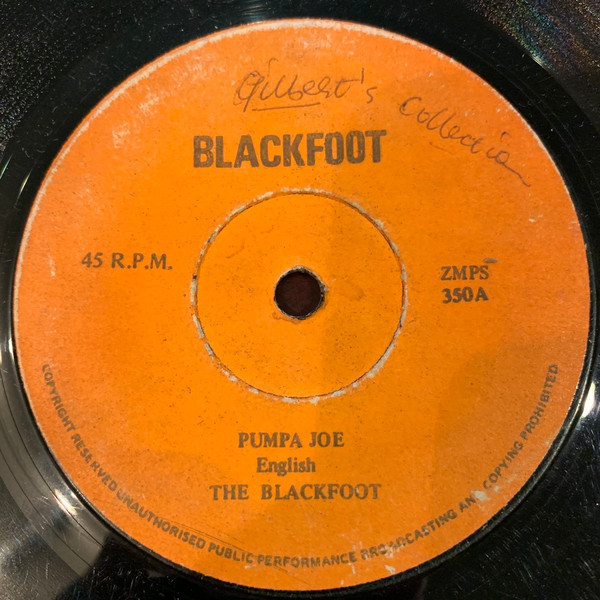 Gilbert's Collection
BLACKFOOT
45 R.P.M.
ZMPS
350A
PUMPA JOE
English
THE BLACKFOOT
COPYRIGHT RESERVED UNAUTHORISED PUBLIC PERFORMANCE BROADCASTING AND COPYING PROHIBITED